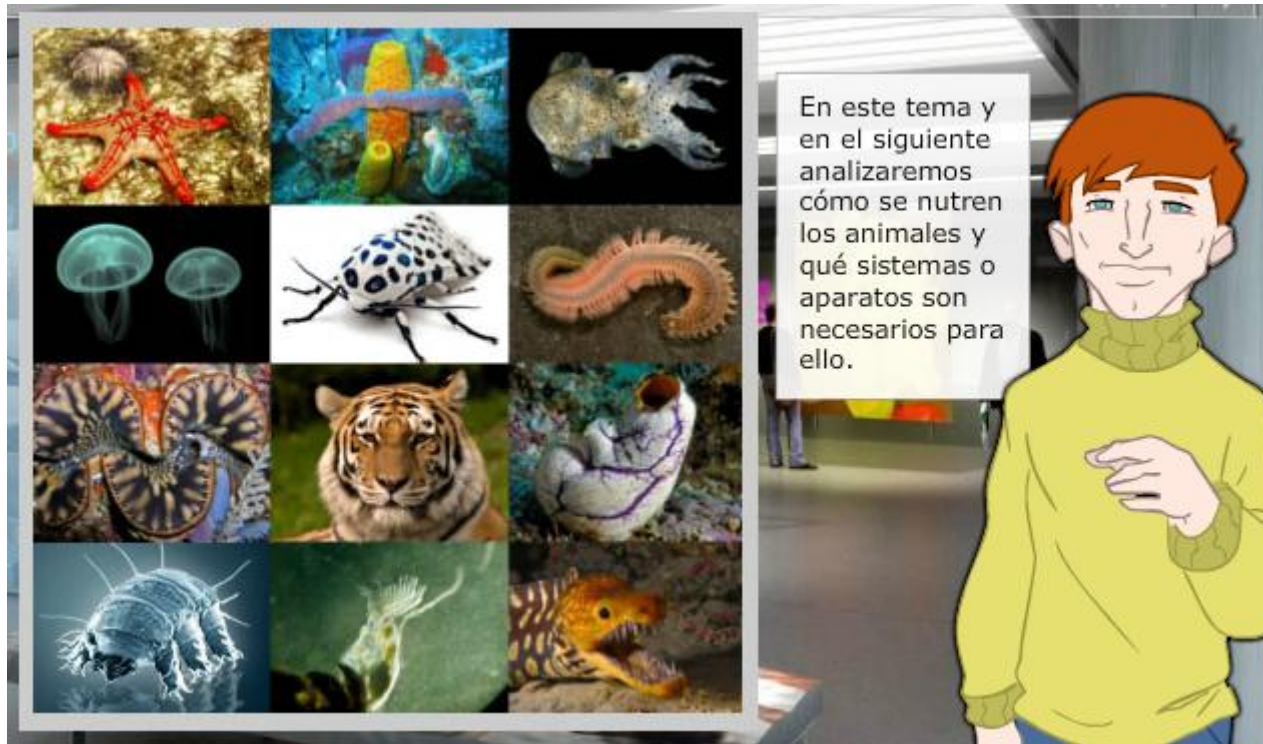 En este tema y
en el siguiente
analizaremos
cómo se nutren
los animales y
qué sistemas o
aparatos son
necesarios para
ello.